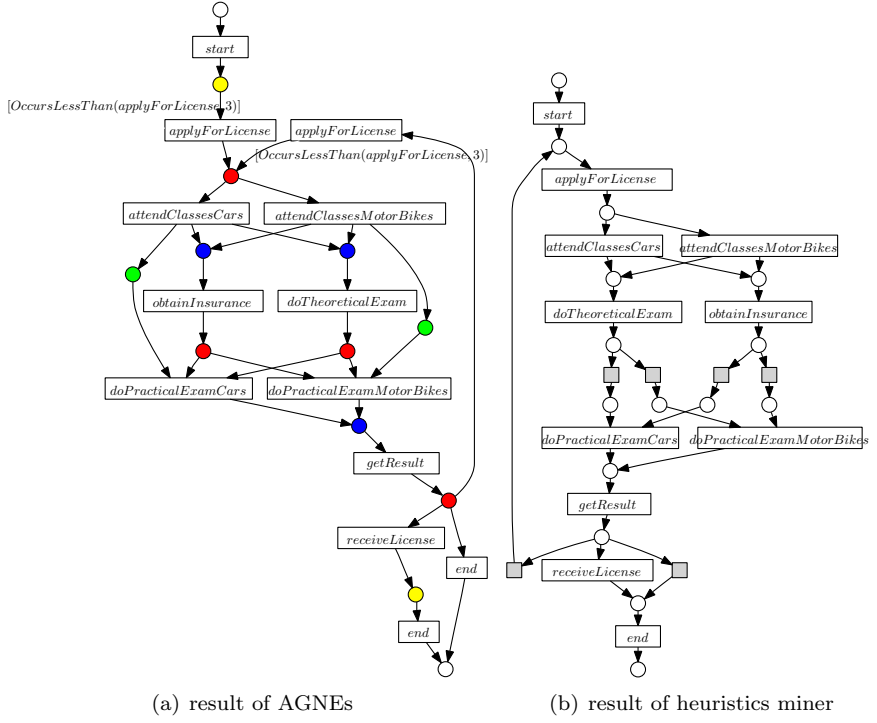 start
[OccursLessThan(applyForLicense, 3)]
applyForLicense
applyForLicense
[OccursLessThan(applyForLicense, 3)]
attendClassesCars
attendClassesMotorBikes
obtainInsurance
doTheoreticalExam
doPracticalExamCars
doPracticalExamMotorBikes
getResult
receiveLicense
end
end
(a) result of AGNEs
start
applyForLicense
attendClassesCars
attendClassesMotorBikes
doTheoreticalExam
obtainInsurance
doPracticalExamCars
doPracticalExamMotorBikes
getResult
receiveLicense
end
(b) result of heuristics miner